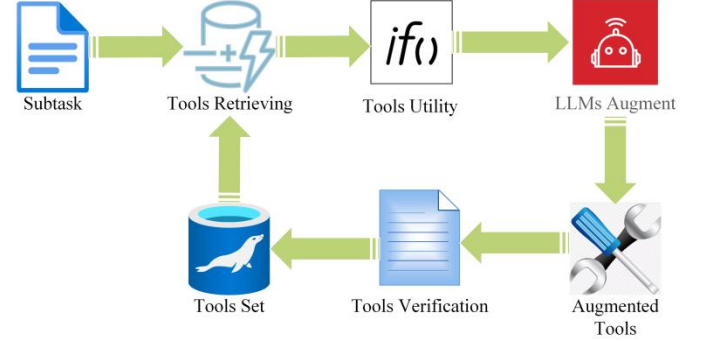 if()
Subtask
Tools Retrieving
Tools Utility
LLMs Augment
Tools Set
Tools Verification
Augmented
Tools